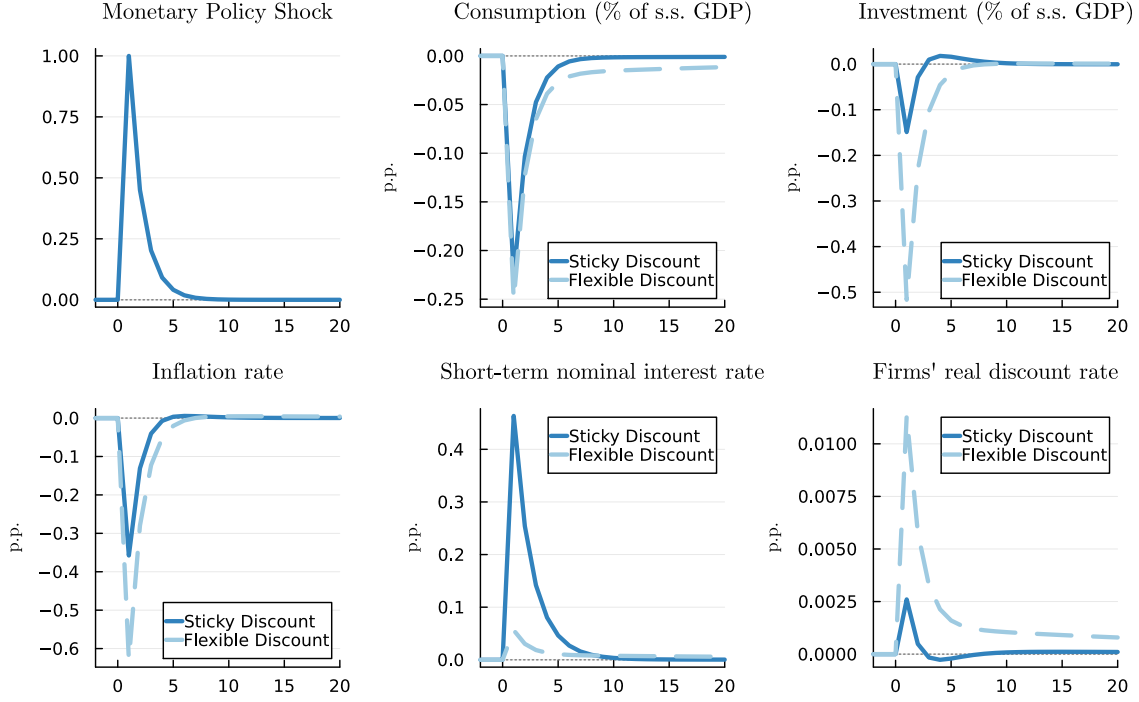 Monetary Policy Shock
1.00
0.75
0.50
0.25
0.00
0 5 10 15 20
Consumption (% of s.s. GDP)
p.p.
0.00
−0.05
−0.10
−0.15
−0.20
−0.25
Sticky Discount
Flexible Discount
0 5 10 15 20
Investment (% of s.s. GDP)
p.p.
0.0
−0.1
−0.2
−0.3
−0.4
−0.5
Sticky Discount
Flexible Discount
0 5 10 15 20
Inflation rate
p.p.
0.0
−0.1
−0.2
−0.3
−0.4
−0.5
−0.6
Sticky Discount
Flexible Discount
0 5 10 15 20
Short-term nominal interest rate
p.p.
Sticky Discount
Flexible Discount
0.4
0.3
0.2
0.1
0.0
0 5 10 15 20
Firms' real discount rate
p.p.
Sticky Discount
Flexible Discount
0.0100
0.0075
0.0050
0.0025
0.0000
0 5 10 15 20